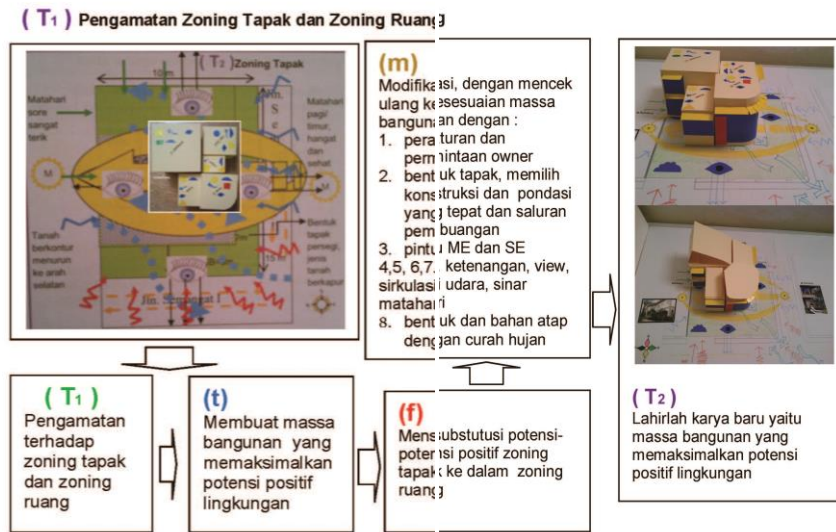 (T1) Pengamatan Zoning Tapak dan Zoning Ruang
(T2) Zoning Tapak
10 m
Jln.
S
e
Matahari
sore
sangat
terik
Matahari
pagi/
timur,
hangat
dan
sehat
M
M
Tanah
berkontur
menurun
ke arah
selatan
15 m
Bentuk
tapak
persegi,
jenis
tanah
berkapur
Jln. Semangat I
(m)
Modifikasi, dengan mencek
ulang kesesuaian massa
bangunan dengan :
1. peraturan dan
permintaan owner
2. bentuk tapak, memilih
konstruksi dan pondasi
yang tepat dan saluran
pembuangan
3. pintu ME dan SE
4,5, 6,7. ketenangan, view,
sirkulasi udara, sinar
matahari
8. bentuk dan bahan atap
dengan curah hujan
(T1)
Pengamatan
terhadap
zoning tapak
dan zoning
ruang
(t)
Membuat massa
bangunan yang
memaksimalkan
potensi positif
lingkungan
(f)
Mensubstutusi potensi-
potensi positif zoning
tapak ke dalam zoning
ruang
(T2)
Lahirlah karya baru yaitu
massa bangunan yang
memaksimalkan potensi
positif lingkungan